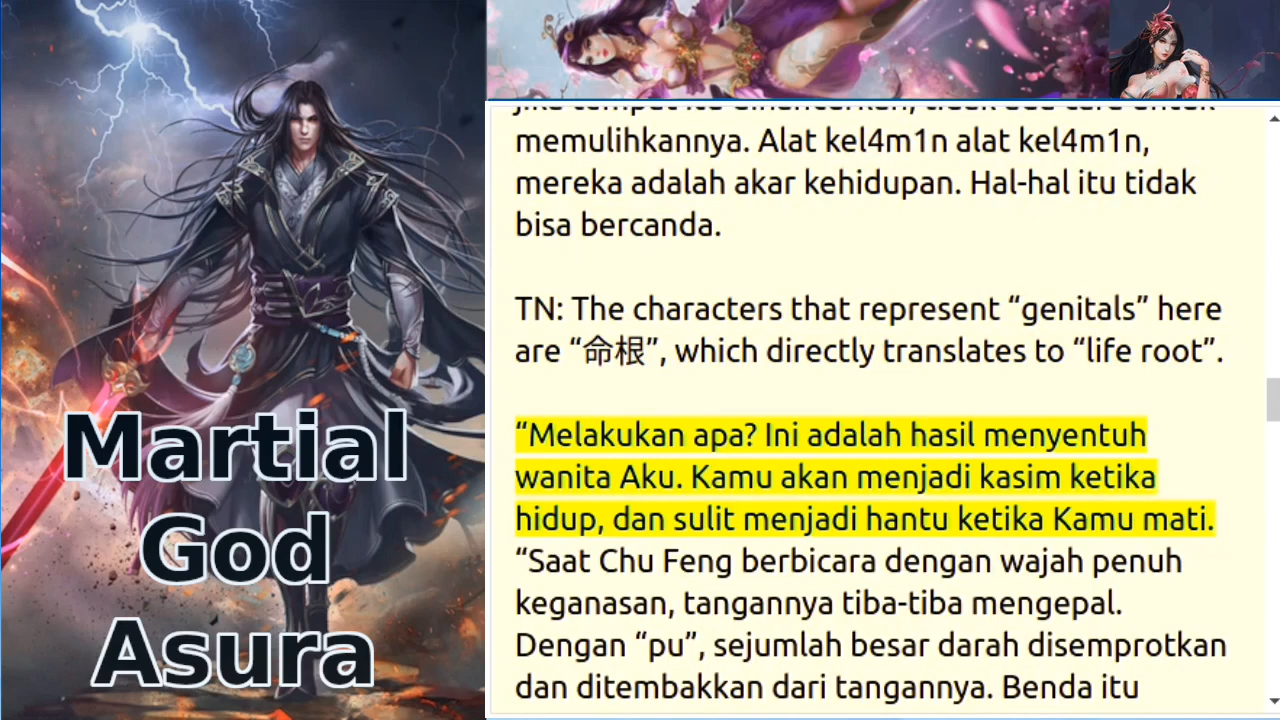 Martial
God
Asura
memulihkannya. Alat kel4m1n alat kel4m1n,
mereka adalah akar kehidupan. Hal-hal itu tidak
bisa bercanda.
TN: The characters that represent “genitals” here
are “命根”, which directly translates to “life root”.
“Melakukan apa? Ini adalah hasil menyentuh
wanita Aku. Kamu akan menjadi kasim ketika
hidup, dan sulit menjadi hantu ketika Kamu mati.
“Saat Chu Feng berbicara dengan wajah penuh
keganasan, tangannya tiba-tiba mengepal.
Dengan “pu”, sejumlah besar darah disemprotkan
dan ditembakkan dari tangannya. Benda itu